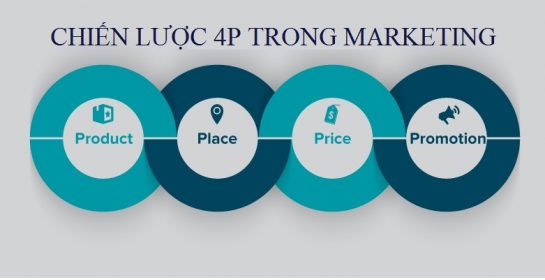 CHIẾN LƯỢC 4P TRONG MARKETING
Product
Place
Price
Promotion
$